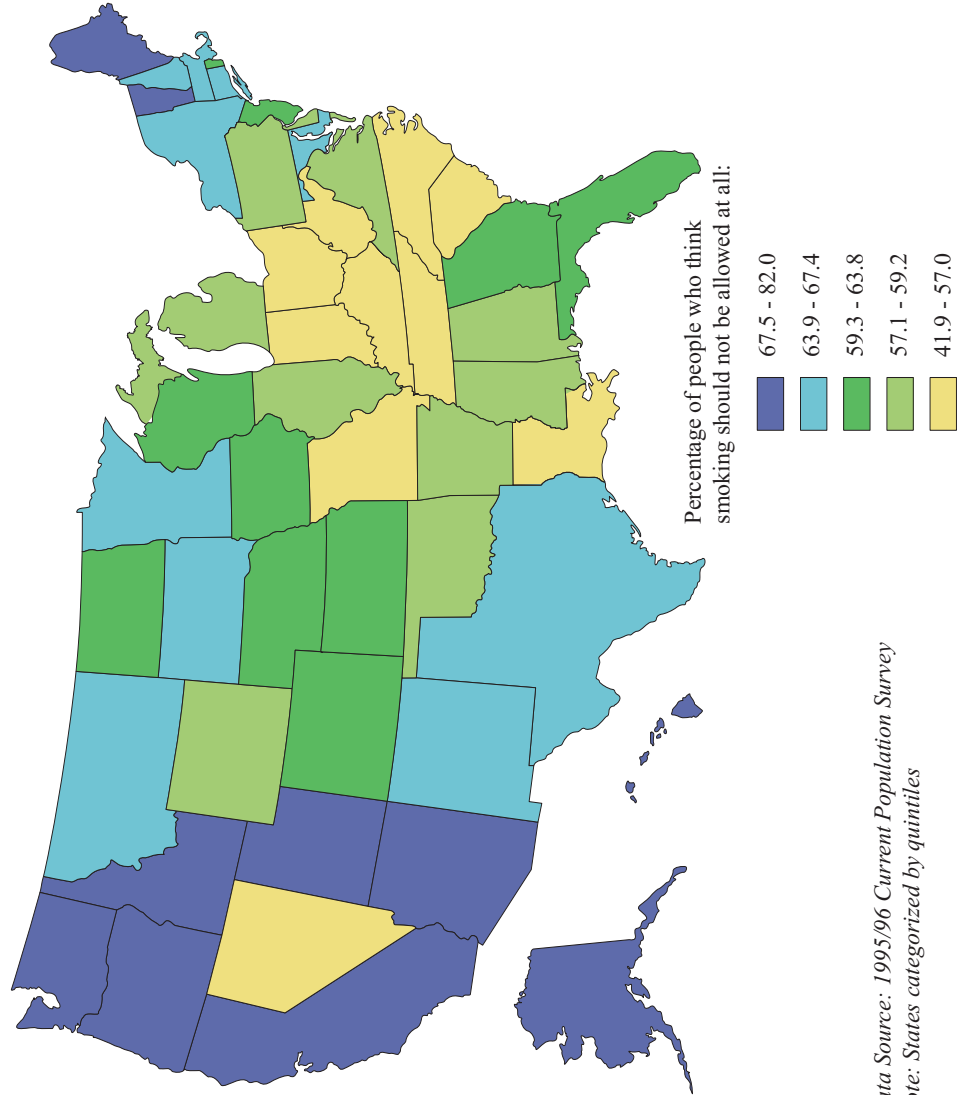 Percentage of people who think
smoking should not be allowed at all:
67.5 - 82.0
63.9 - 67.4
59.3 - 63.8
57.1 - 59.2
41.9 - 57.0
Source: 1995/96 Current Population Survey
States categorized by quintiles